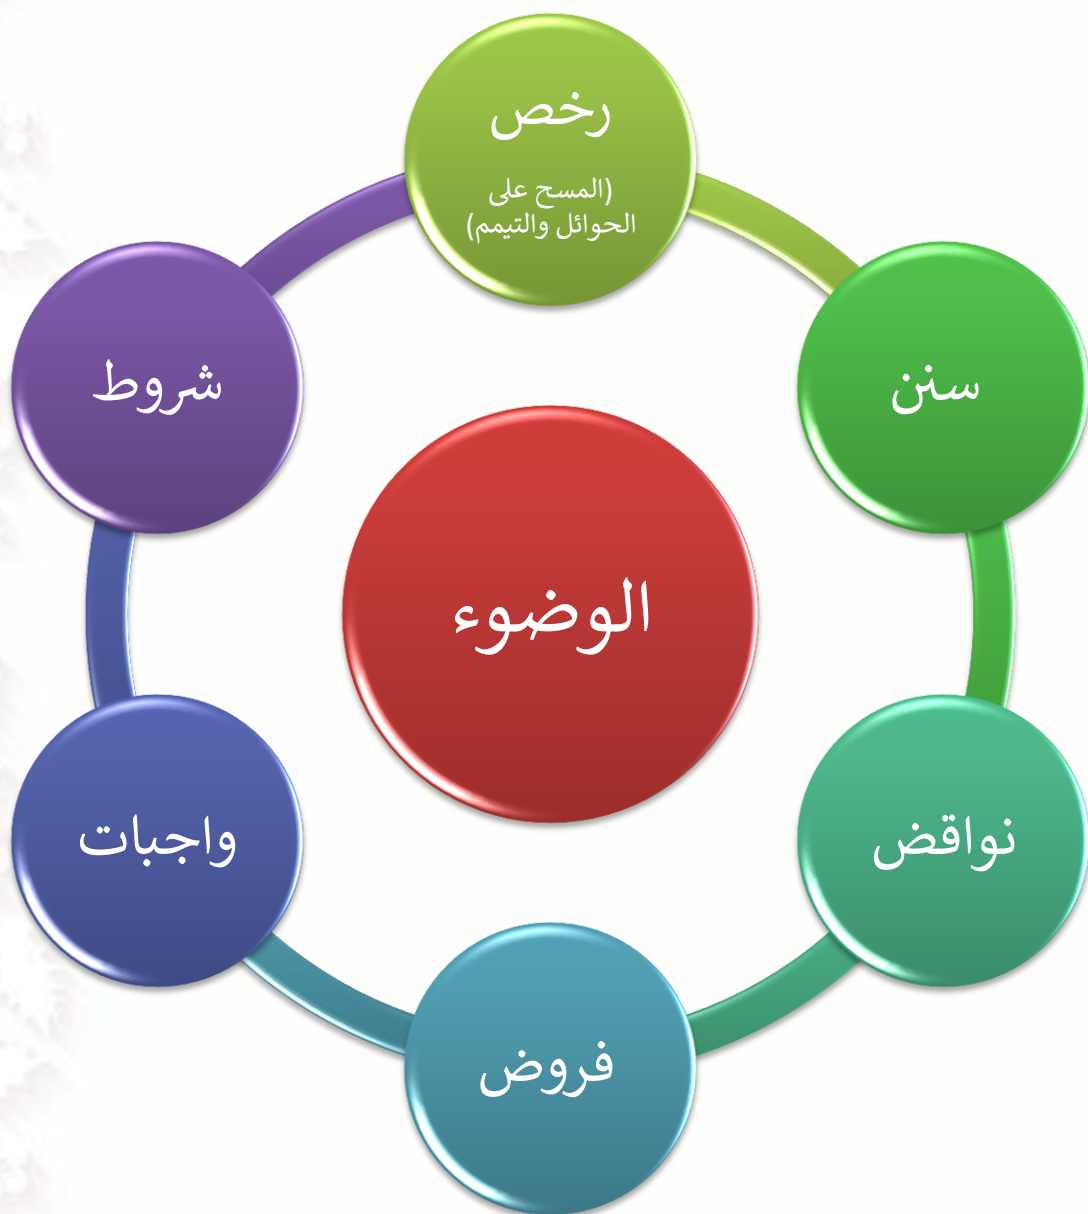 رخص
(المسح على
الحوائل والتيمم)
سنن
شروط
الوضوء
نواقض
واجبات
فروض